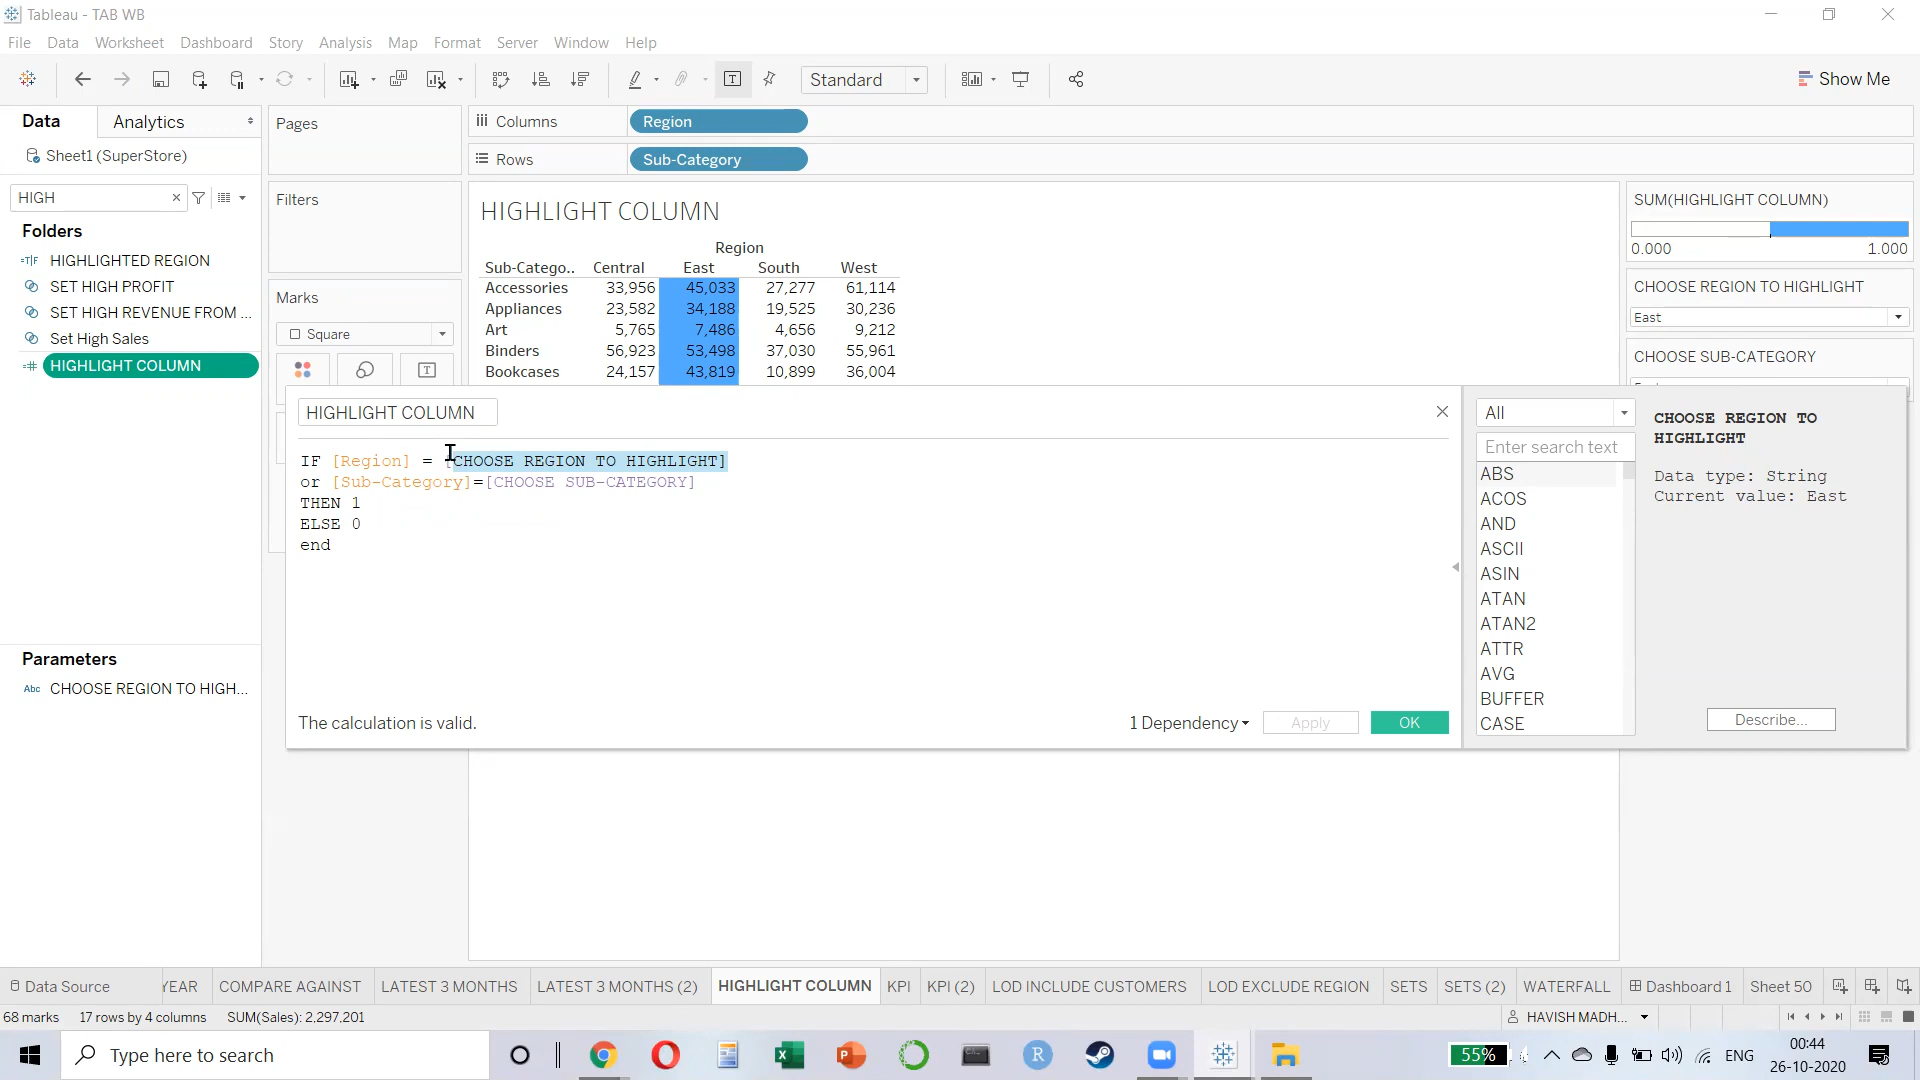 Tableau - TAB WB
File Data Worksheet Dashboard Story Analysis Map Format Server Window Help
Standard
Show Me
Data
Analytics
Sheet1 (SuperStore)
HIGH
Folders
HIGHLIGHTED REGION
SET HIGH PROFIT
SET HIGH REVENUE FROM ...
Set High Sales
HIGHLIGHT COLUMN
Parameters
Abc CHOOSE REGION TO HIGH...
Pages
Filters
Marks
Square
Columns
Region
Rows
Sub-Category
HIGHLIGHT COLUMN
Region
Sub-Catego.. Central East South West
Accessories 33,956 45,033 27,277 61,114
Appliances 23,582 34,188 19,525 30,236
Art 5,765 7,486 4,656 9,212
Binders 56,923 53,498 37,030 55,961
Bookcases 24,157 43,819 10,899 36,004
SUM(HIGHLIGHT COLUMN)
0.000 1.000
CHOOSE REGION TO HIGHLIGHT
East
CHOOSE SUB-CATEGORY
HIGHLIGHT COLUMN
IF [Region] = [CHOOSE REGION TO HIGHLIGHT]
or [Sub-Category]=[CHOOSE SUB-CATEGORY]
THEN 1
ELSE 0
end
The calculation is valid.
1 Dependency
Apply
OK
All
Enter search text
ABS
ACOS
AND
ASCII
ASIN
ATAN
ATAN2
ATTR
AVG
BUFFER
CASE
CHOOSE REGION TO
HIGHLIGHT
Data type: String
Current value: East
Describe...
Data Source YEAR COMPARE AGAINST LATEST 3 MONTHS LATEST 3 MONTHS (2) HIGHLIGHT COLUMN KPI KPI (2) LOD INCLUDE CUSTOMERS LOD EXCLUDE REGION SETS SETS (2) WATERFALL Dashboard 1 Sheet 50
68 marks 17 rows by 4 columns SUM(Sales): 2,297,201
HAVISH MADH...
Type here to search
55%
ENG
00:44
26-10-2020